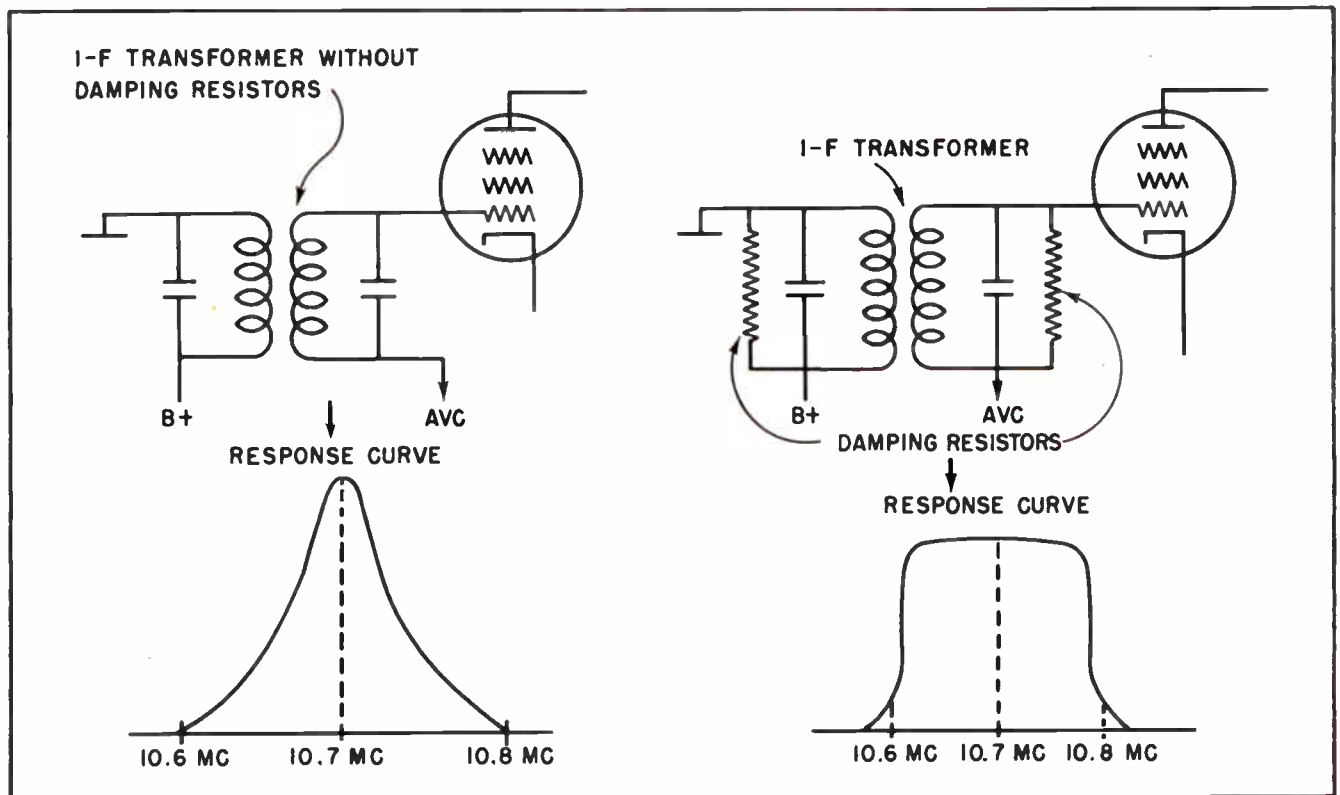 I-F TRANSFORMER WITHOUT
DAMPING RESISTORS
B+
AVC
RESPONSE CURVE
10.6 MC
10.7 MC
10.8 MC
I-F TRANSFORMER
B+
AVC
DAMPING RESISTORS
RESPONSE CURVE
10.6 MC
10.7 MC
10.8 MC